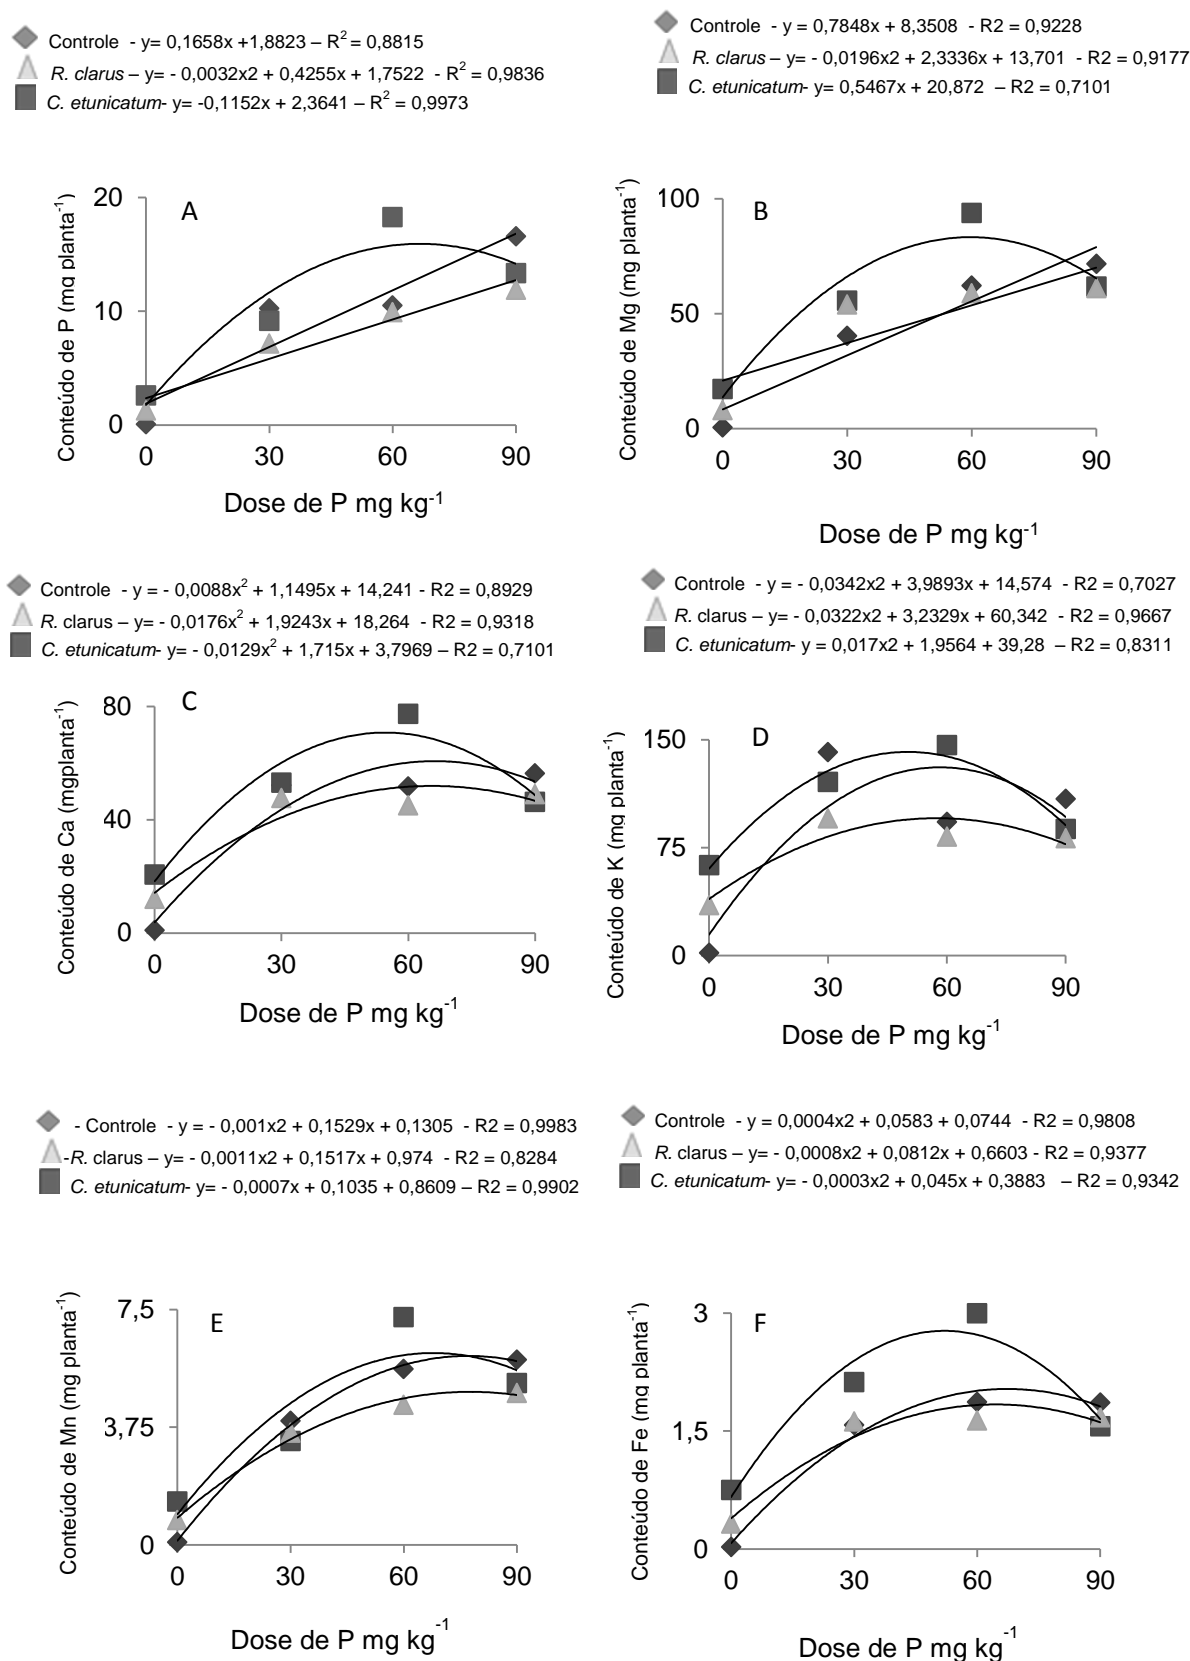 Controle - y= 0,1658x +1,8823 – R² = 0,8815
R. clarus – y= - 0,0032x2 + 0,4255x + 1,7522 - R² = 0,9836
C. etunicatum- y= -0,1152x + 2,3641 – R² = 0,9973
Controle - y = 0,7848x + 8,3508 - R2 = 0,9228
R. clarus – y= - 0,0196x2 + 2,3336x + 13,701 - R2 = 0,9177
C. etunicatum- y= 0,5467x + 20,872 – R2 = 0,7101
A
Conteúdo de P (mg planta⁻¹)
20
10
0
0 30 60 90
Dose de P mg kg⁻¹
B
Conteúdo de Mg (mg planta⁻¹)
100
50
0
0 30 60 90
Dose de P mg kg⁻¹
Controle - y = - 0,0088x² + 1,1495x + 14,241 - R2 = 0,8929
R. clarus – y= - 0,0176x² + 1,9243x + 18,264 - R2 = 0,9318
C. etunicatum- y= - 0,0129x² + 1,715x + 3,7969 – R2 = 0,7101
Controle - y = - 0,0342x2 + 3,9893x + 14,574 - R2 = 0,7027
R. clarus – y= - 0,0322x2 + 3,2329x + 60,342 - R2 = 0,9667
C. etunicatum- y = 0,017x2 + 1,9564 + 39,28 – R2 = 0,8311
C
Conteúdo de Ca (mgplanta⁻¹)
80
40
0
0 30 60 90
Dose de P mg kg⁻¹
D
Conteúdo de K (mg planta⁻¹)
150
75
0
0 30 60 90
Dose de P mg kg⁻¹
- Controle - y = - 0,001x2 + 0,1529x + 0,1305 - R2 = 0,9983
-R. clarus – y= - 0,0011x2 + 0,1517x + 0,974 - R2 = 0,8284
C. etunicatum- y= - 0,0007x + 0,1035 + 0,8609 – R2 = 0,9902
Controle - y = 0,0004x2 + 0,0583 + 0,0744 - R2 = 0,9808
R. clarus – y= - 0,0008x2 + 0,0812x + 0,6603 - R2 = 0,9377
C. etunicatum- y= - 0,0003x2 + 0,045x + 0,3883 – R2 = 0,9342
E
Conteúdo de Mn (mg planta⁻¹)
7,5
3,75
0
0 30 60 90
Dose de P mg kg⁻¹
F
Conteúdo de Fe (mg planta⁻¹)
3
1,5
0
0 30 60 90
Dose de P mg kg⁻¹